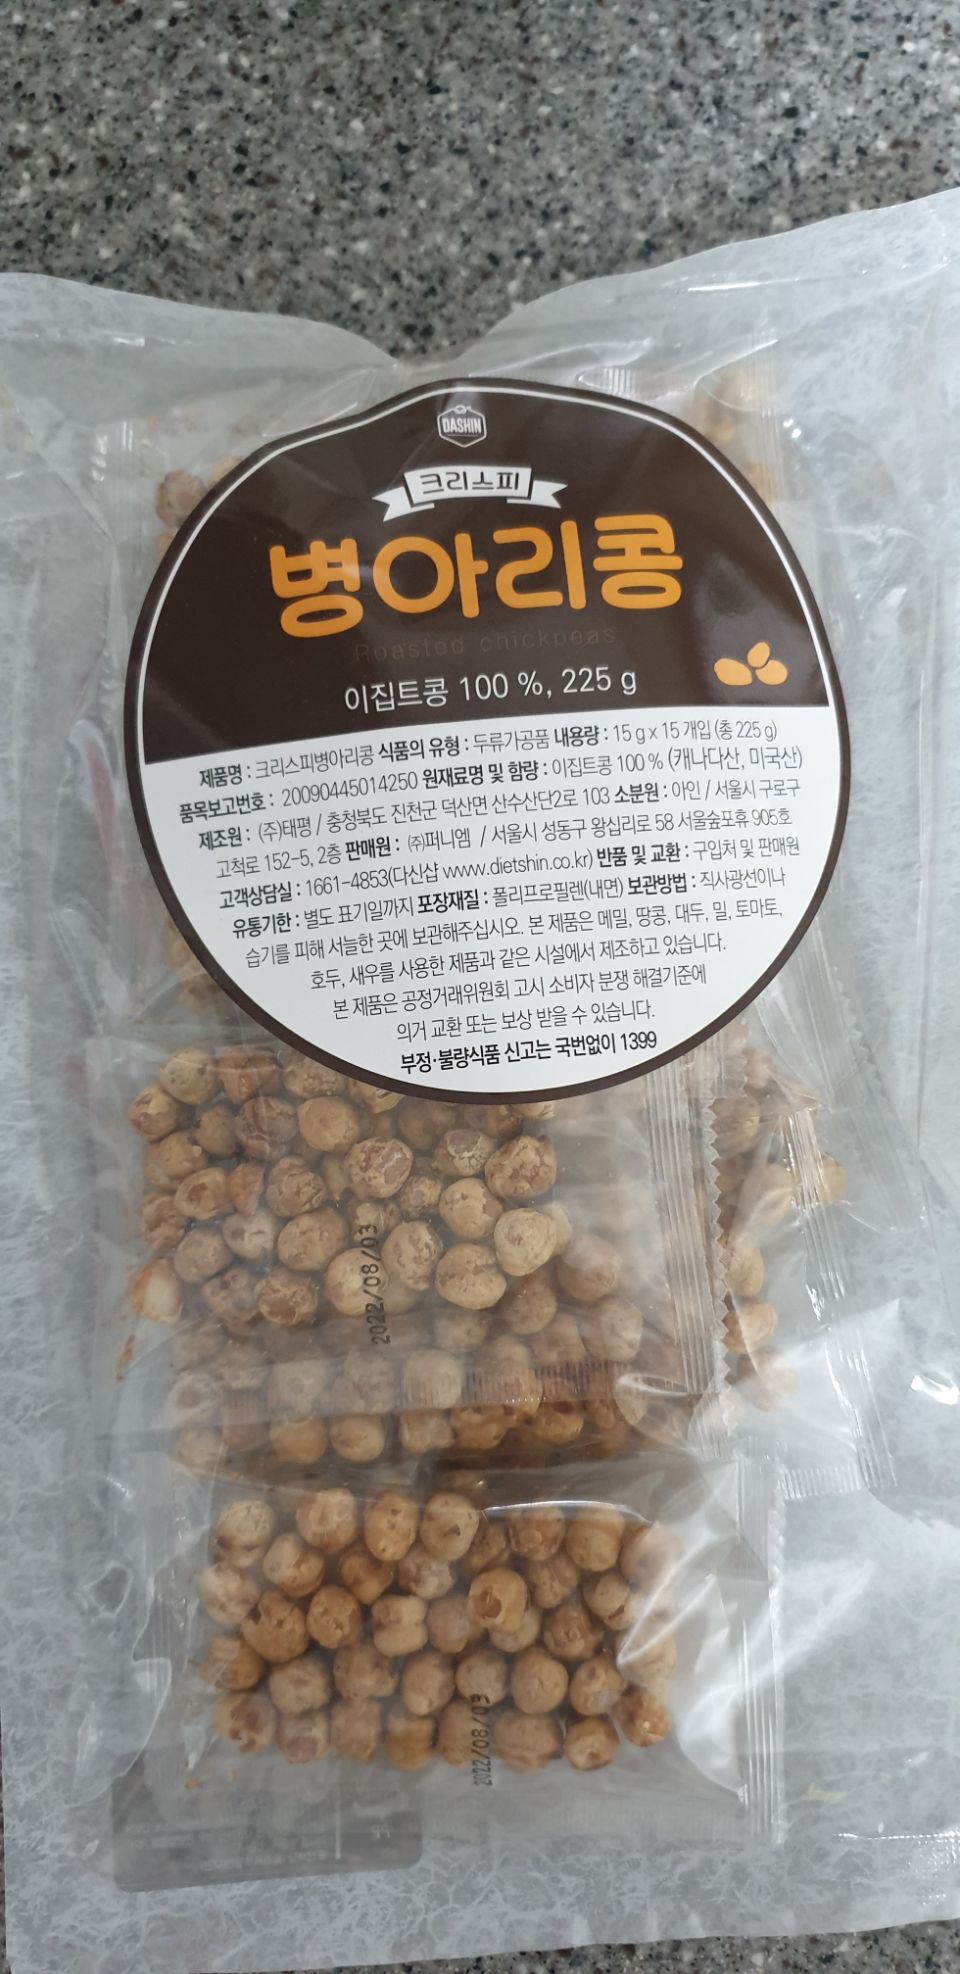 DASHIN
크리스피
병아리콩
Roasted chickpeas
이집트콩 100 %, 225 g
제품명 : 크리스피병아리콩 식품의 유형 : 두류가공품 내용량 : 15 g x 15 개입 (총 225 g)
품목보고번호 : 20090445014250 원재료명 및 함량 : 이집트콩 100 % (캐나다산, 미국산)
제조원 : (주)태평 / 충청북도 진천군 덕산면 산수산단2로 103 소분원 : 아인 / 서울시 구로구
고척로 152-5, 2층 판매원 : ㈜퍼니엠 / 서울시 성동구 왕십리로 58 서울숲포휴 905호
고객상담실 : 1661-4853(다신샵 www.dietshin.co.kr) 반품 및 교환 : 구입처 및 판매원
유통기한 : 별도 표기일까지 포장재질 : 폴리프로필렌(내면) 보관방법 : 직사광선이나
습기를 피해 서늘한 곳에 보관해주십시오. 본 제품은 메밀, 땅콩, 대두, 밀, 토마토,
호두, 새우를 사용한 제품과 같은 시설에서 제조하고 있습니다.
본 제품은 공정거래위원회 고시 소비자 분쟁 해결기준에
의거 교환 또는 보상 받을 수 있습니다.
부정·불량식품 신고는 국번없이 1399
2022/08/03
2022/08/03